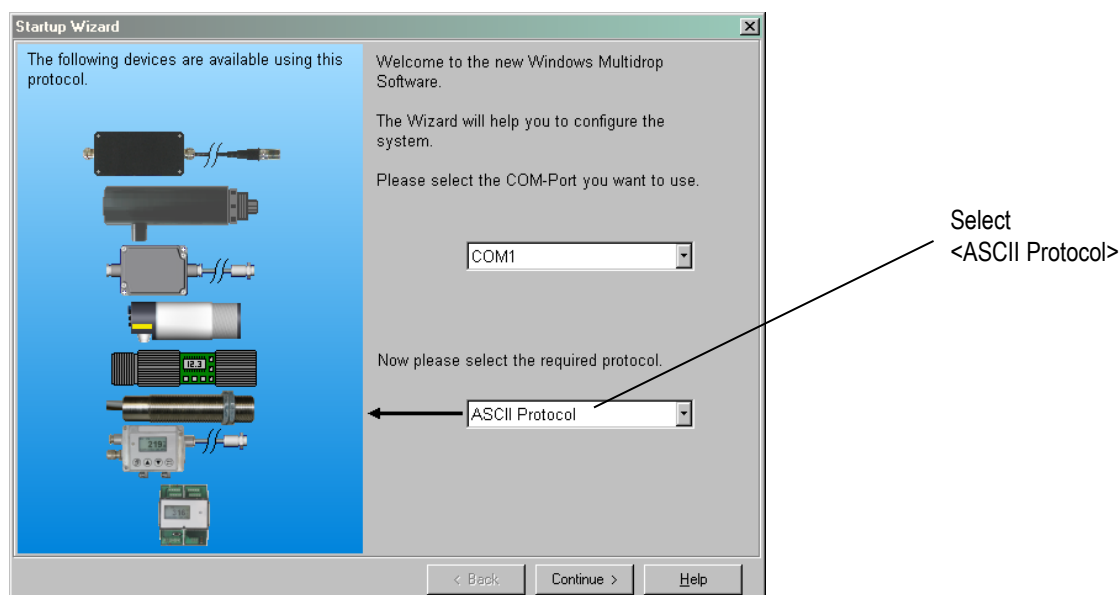 Startup Wizard
The following devices are available using this
protocol.
Welcome to the new Windows Multidrop
Software.
The Wizard will help you to configure the
system.
Please select the COM-Port you want to use.
COM1
Now please select the required protocol.
ASCII Protocol
Select
<ASCII Protocol>
12.3
< Back
Continue >
Help